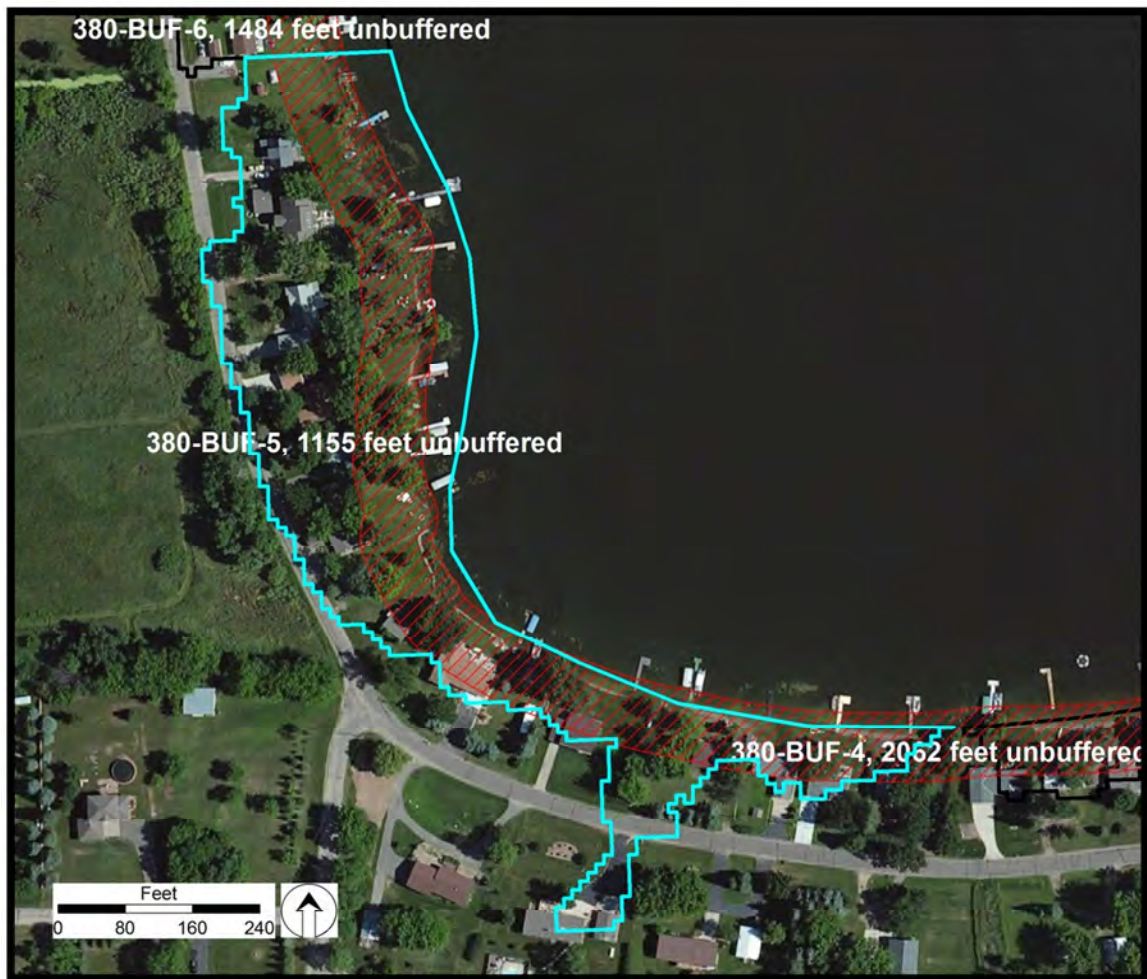 380-BUF-6, 1484 feet unbuffered
380-BUF-5, 1155 feet unbuffered
380-BUF-4, 2062 feet unbuffered
Feet
0 80 160 240